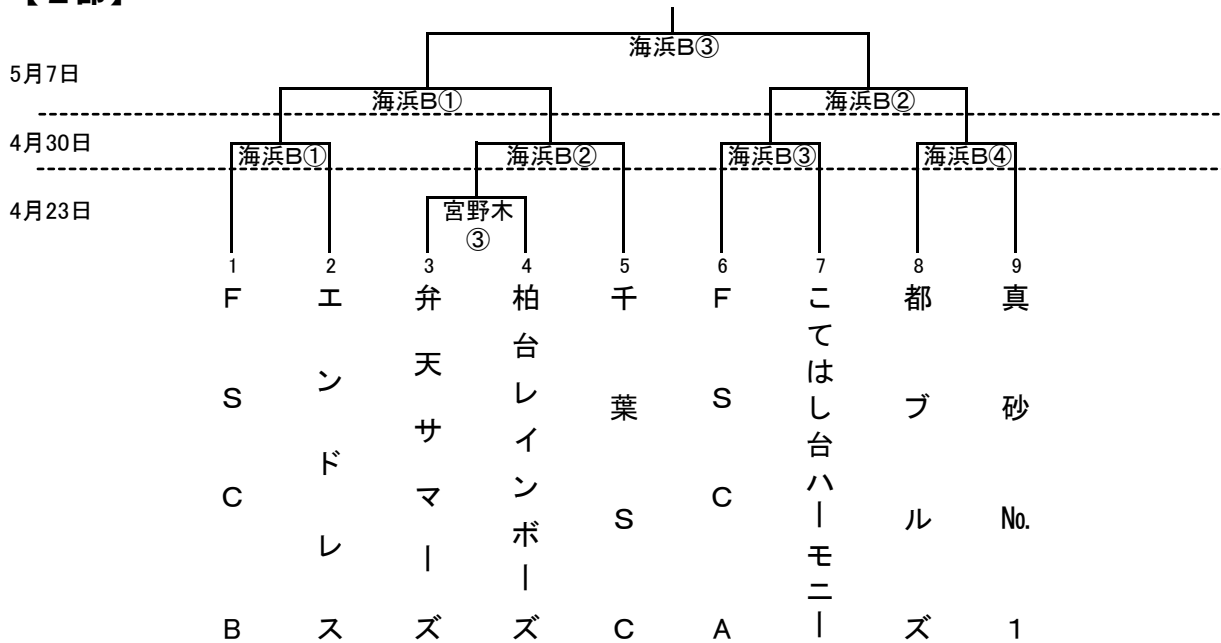 海浜B③
5月7日
海浜B① 海浜B②
4月30日
海浜B① 海浜B② 海浜B③ 海浜B④
4月23日
宮野木
③
1 2 3 4 5 6 7 8 9
FSCB
エンドレス
弁天サマーズ
柏台レインボーズ
千葉SC
FSCA
こてはし台ハーモニー
都ブルズ
真砂№1